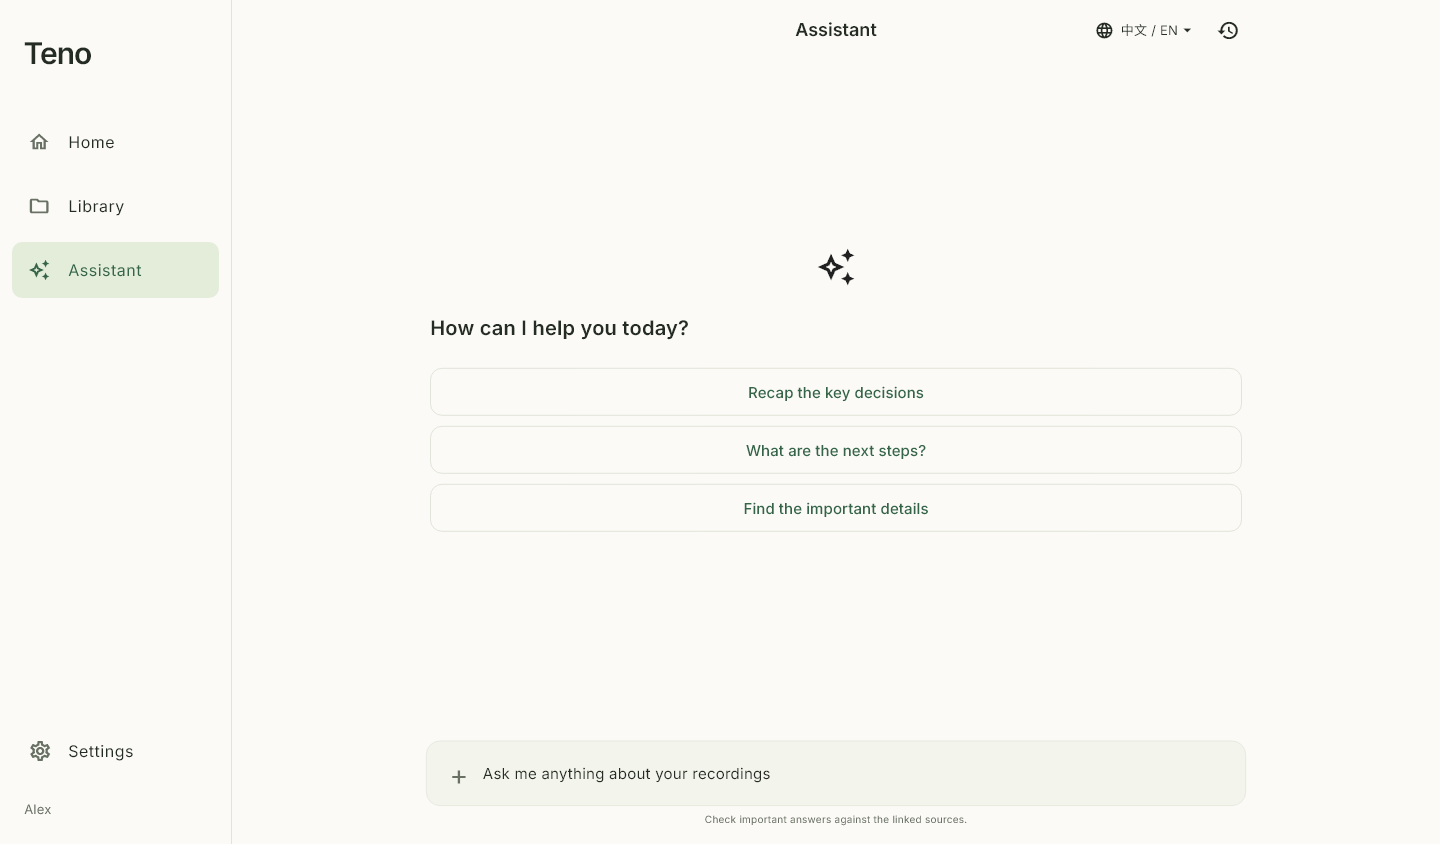 Teno
Home
Library
Assistant
Settings
Alex
Assistant
中文 / EN
How can I help you today?
Recap the key decisions
What are the next steps?
Find the important details
Ask me anything about your recordings
Check important answers against the linked sources.